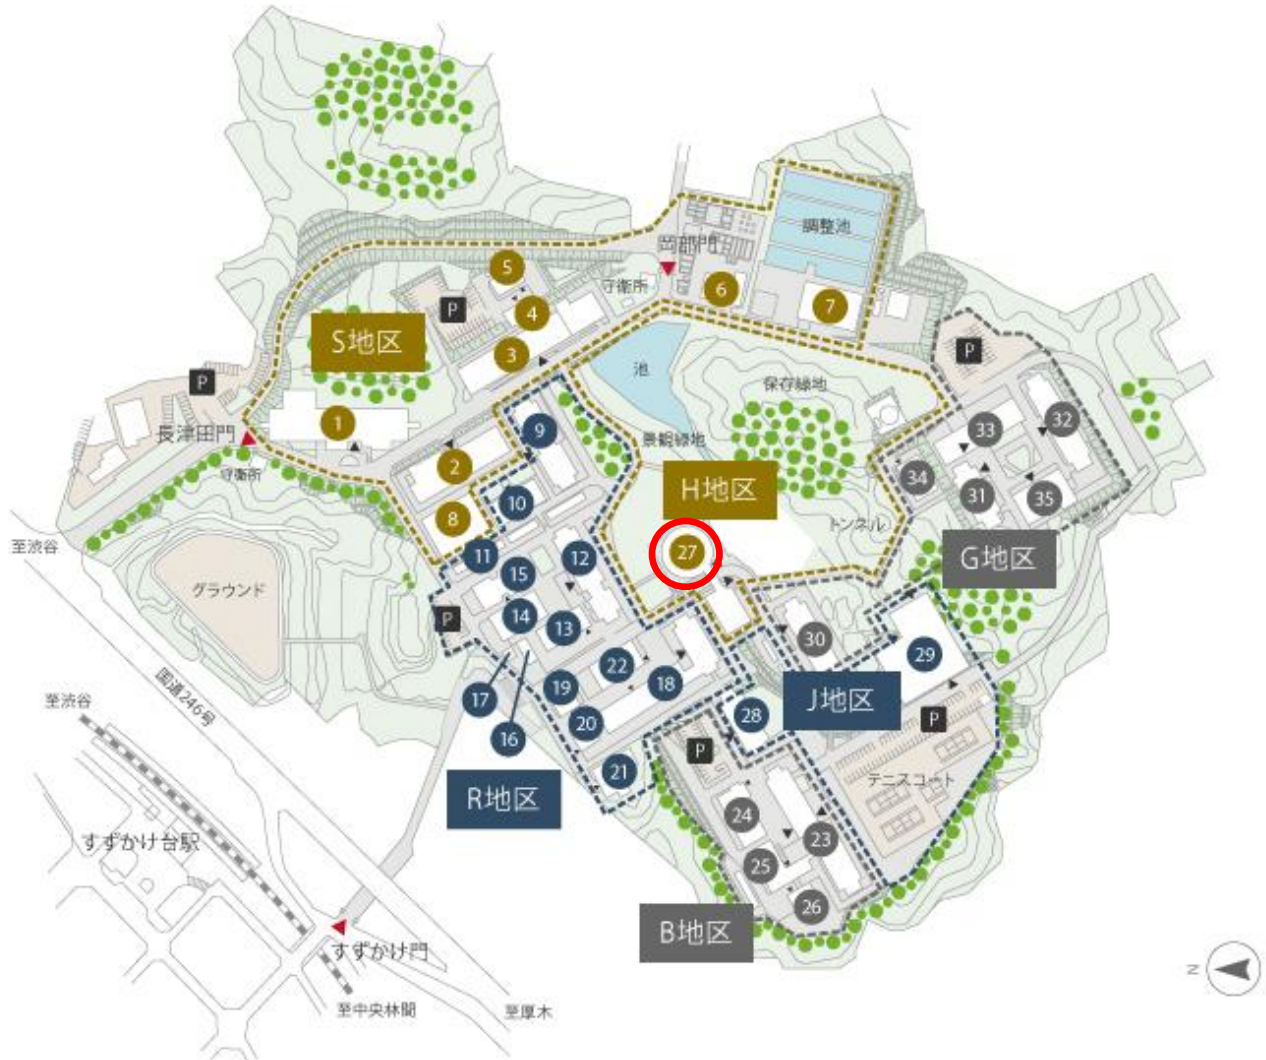 調整池
岡部門
5
守衛所
6
7
4
P
S地区
3
P
池
保存緑地
P
長津田門
1
9
景観緑地
33
32
守衛所
2
H地区
34
31
35
10
8
トンネル
至渋谷
11
12
27
G地区
グラウンド
15
P
14
13
30
29
22
17
19
18
J地区
国道246号
至渋谷
16
20
28
P
P
21
R地区
テニスコート
24
23
すずかけ台駅
25
26
B地区
すずかけ門
N
至中央林間
至厚木